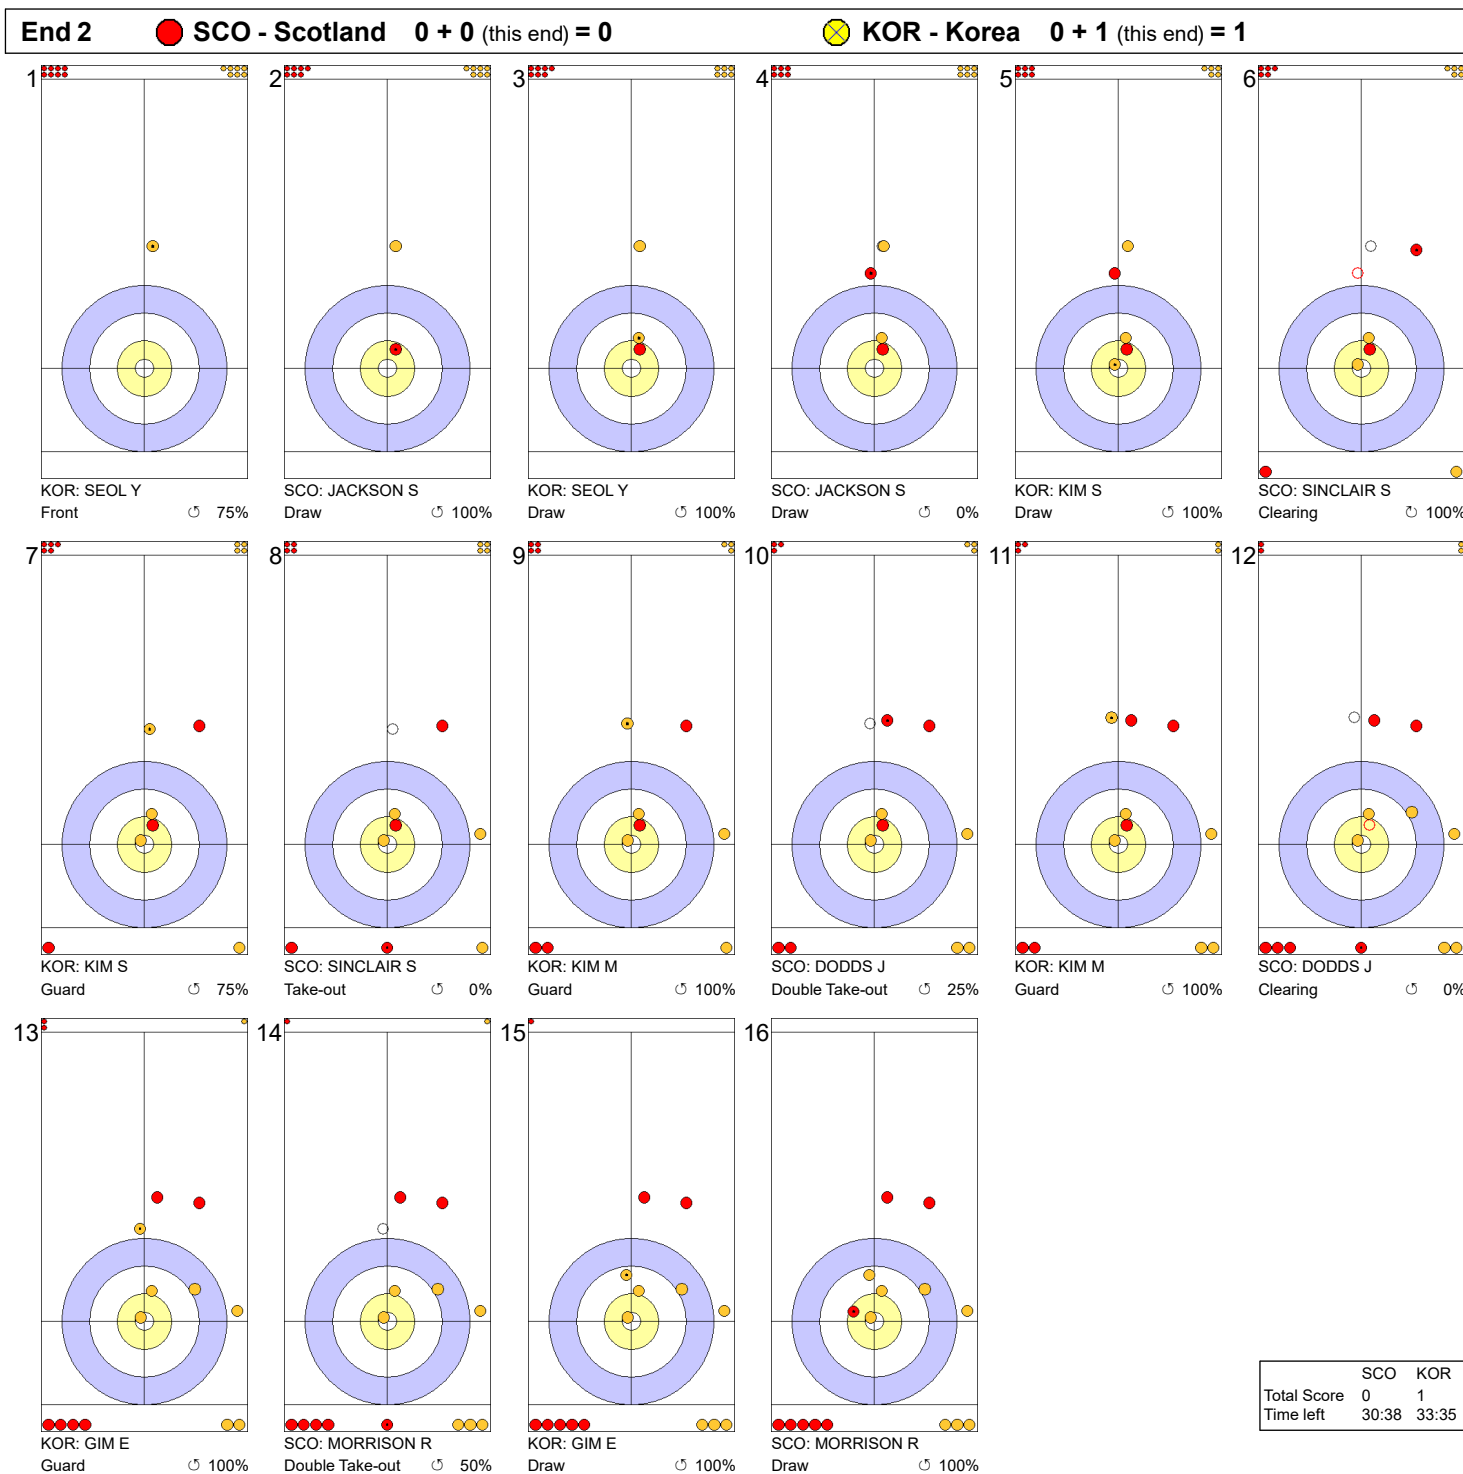 End 2 SCO - Scotland 0 + 0 (this end) = 0 KOR - Korea 0 + 1 (this end) = 1
1 2 3 4 5 6
KOR: SEOL Y SCO: JACKSON S KOR: SEOL Y SCO: JACKSON S KOR: KIM S SCO: SINCLAIR S
Front 75% Draw 100% Draw 100% Draw 0% Draw 100% Clearing 100%
7 8 9 10 11 12
KOR: KIM S SCO: SINCLAIR S KOR: KIM M SCO: DODDS J KOR: KIM M SCO: DODDS J
Guard 75% Take-out 0% Guard 100% Double Take-out 25% Guard 100% Clearing 0%
13 14 15 16
KOR: GIM E SCO: MORRISON R KOR: GIM E SCO: MORRISON R
Guard 100% Double Take-out 50% Draw 100% Draw 100%
SCO KOR
Total Score 0 1
Time left 30:38 33:35